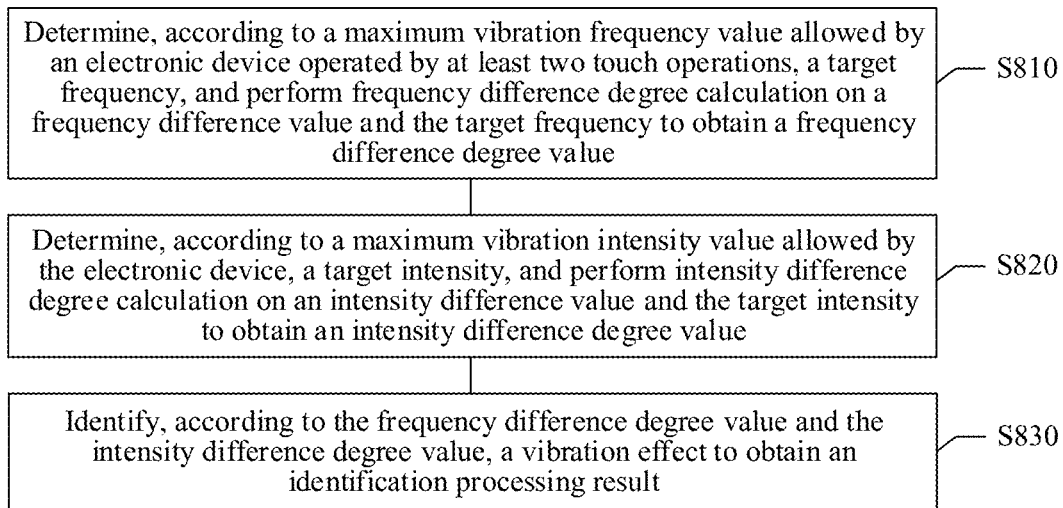 Determine, according to a maximum vibration frequency value allowed by
an electronic device operated by at least two touch operations, a target
frequency, and perform frequency difference degree calculation on a
frequency difference value and the target frequency to obtain a frequency
difference degree value
S810
Determine, according to a maximum vibration intensity value allowed by
the electronic device, a target intensity, and perform intensity difference
degree calculation on an intensity difference value and the target intensity
to obtain an intensity difference degree value
S820
Identify, according to the frequency difference degree value and the
intensity difference degree value, a vibration effect to obtain an
identification processing result
S830